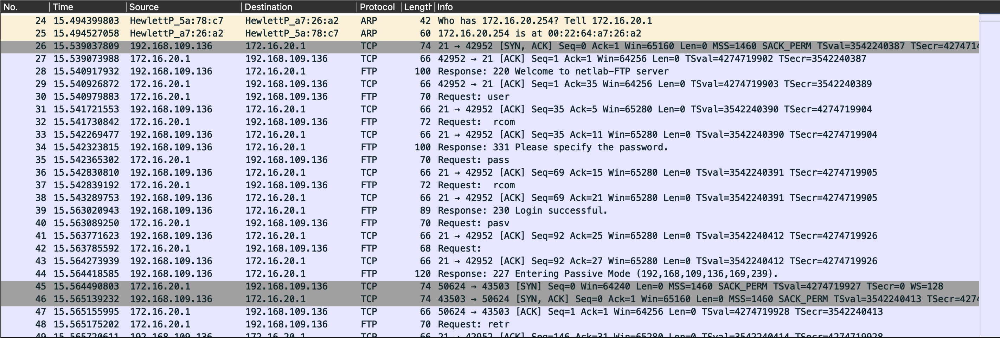 No. Time Source Destination Protocol Length Info
24 15.494399803 HewlettP_5a:78:c7 HewlettP_a7:26:a2 ARP 42 Who has 172.16.20.254? Tell 172.16.20.1
25 15.494527058 HewlettP_a7:26:a2 HewlettP_5a:78:c7 ARP 60 172.16.20.254 is at 00:22:64:a7:26:a2
26 15.539037809 192.168.109.136 172.16.20.1 TCP 74 21 → 42952 [SYN, ACK] Seq=0 Ack=1 Win=65160 Len=0 MSS=1460 SACK_PERM TSval=3542240387 TSecr=4274714
27 15.539073988 172.16.20.1 192.168.109.136 TCP 66 42952 → 21 [ACK] Seq=1 Ack=1 Win=64256 Len=0 TSval=4274719902 TSecr=3542240387
28 15.540917932 192.168.109.136 172.16.20.1 FTP 100 Response: 220 Welcome to netlab-FTP server
29 15.540926872 172.16.20.1 192.168.109.136 TCP 66 42952 → 21 [ACK] Seq=1 Ack=35 Win=64256 Len=0 TSval=4274719903 TSecr=3542240389
30 15.540979883 172.16.20.1 192.168.109.136 FTP 70 Request: user
31 15.541721553 192.168.109.136 172.16.20.1 TCP 66 21 → 42952 [ACK] Seq=35 Ack=5 Win=65280 Len=0 TSval=3542240390 TSecr=4274719904
32 15.541730842 172.16.20.1 192.168.109.136 FTP 72 Request:  rcom
33 15.542269477 192.168.109.136 172.16.20.1 TCP 66 21 → 42952 [ACK] Seq=35 Ack=11 Win=65280 Len=0 TSval=3542240390 TSecr=4274719904
34 15.542323815 192.168.109.136 172.16.20.1 FTP 100 Response: 331 Please specify the password.
35 15.542365302 172.16.20.1 192.168.109.136 FTP 70 Request: pass
36 15.542830810 192.168.109.136 172.16.20.1 TCP 66 21 → 42952 [ACK] Seq=69 Ack=15 Win=65280 Len=0 TSval=3542240391 TSecr=4274719905
37 15.542839192 172.16.20.1 192.168.109.136 FTP 72 Request:  rcom
38 15.543289753 192.168.109.136 172.16.20.1 TCP 66 21 → 42952 [ACK] Seq=69 Ack=21 Win=65280 Len=0 TSval=3542240391 TSecr=4274719905
39 15.563020943 192.168.109.136 172.16.20.1 FTP 89 Response: 230 Login successful.
40 15.563089250 172.16.20.1 192.168.109.136 FTP 70 Request: pasv
41 15.563771623 192.168.109.136 172.16.20.1 TCP 66 21 → 42952 [ACK] Seq=92 Ack=25 Win=65280 Len=0 TSval=3542240412 TSecr=4274719926
42 15.563785592 172.16.20.1 192.168.109.136 FTP 68 Request:
43 15.564273939 192.168.109.136 172.16.20.1 TCP 66 21 → 42952 [ACK] Seq=92 Ack=27 Win=65280 Len=0 TSval=3542240412 TSecr=4274719926
44 15.564418585 192.168.109.136 172.16.20.1 FTP 120 Response: 227 Entering Passive Mode (192,168,109,136,169,239).
45 15.564490803 172.16.20.1 192.168.109.136 TCP 74 50624 → 43503 [SYN] Seq=0 Win=64240 Len=0 MSS=1460 SACK_PERM TSval=4274719927 TSecr=0 WS=128
46 15.565139232 192.168.109.136 172.16.20.1 TCP 74 43503 → 50624 [SYN, ACK] Seq=0 Ack=1 Win=65160 Len=0 MSS=1460 SACK_PERM TSval=3542240413 TSecr=4274
47 15.565155995 172.16.20.1 192.168.109.136 TCP 66 50624 → 43503 [ACK] Seq=1 Ack=1 Win=64256 Len=0 TSval=4274719928 TSecr=3542240413
48 15.565175202 172.16.20.1 192.168.109.136 FTP 70 Request: retr
49 15.565720611 192.168.109.136 172.16.20.1 TCP 66 21 → 42952 [ACK] Seq=146 Ack=31 Win=65280 Len=0 TSval=3542240414 TSecr=4274719928